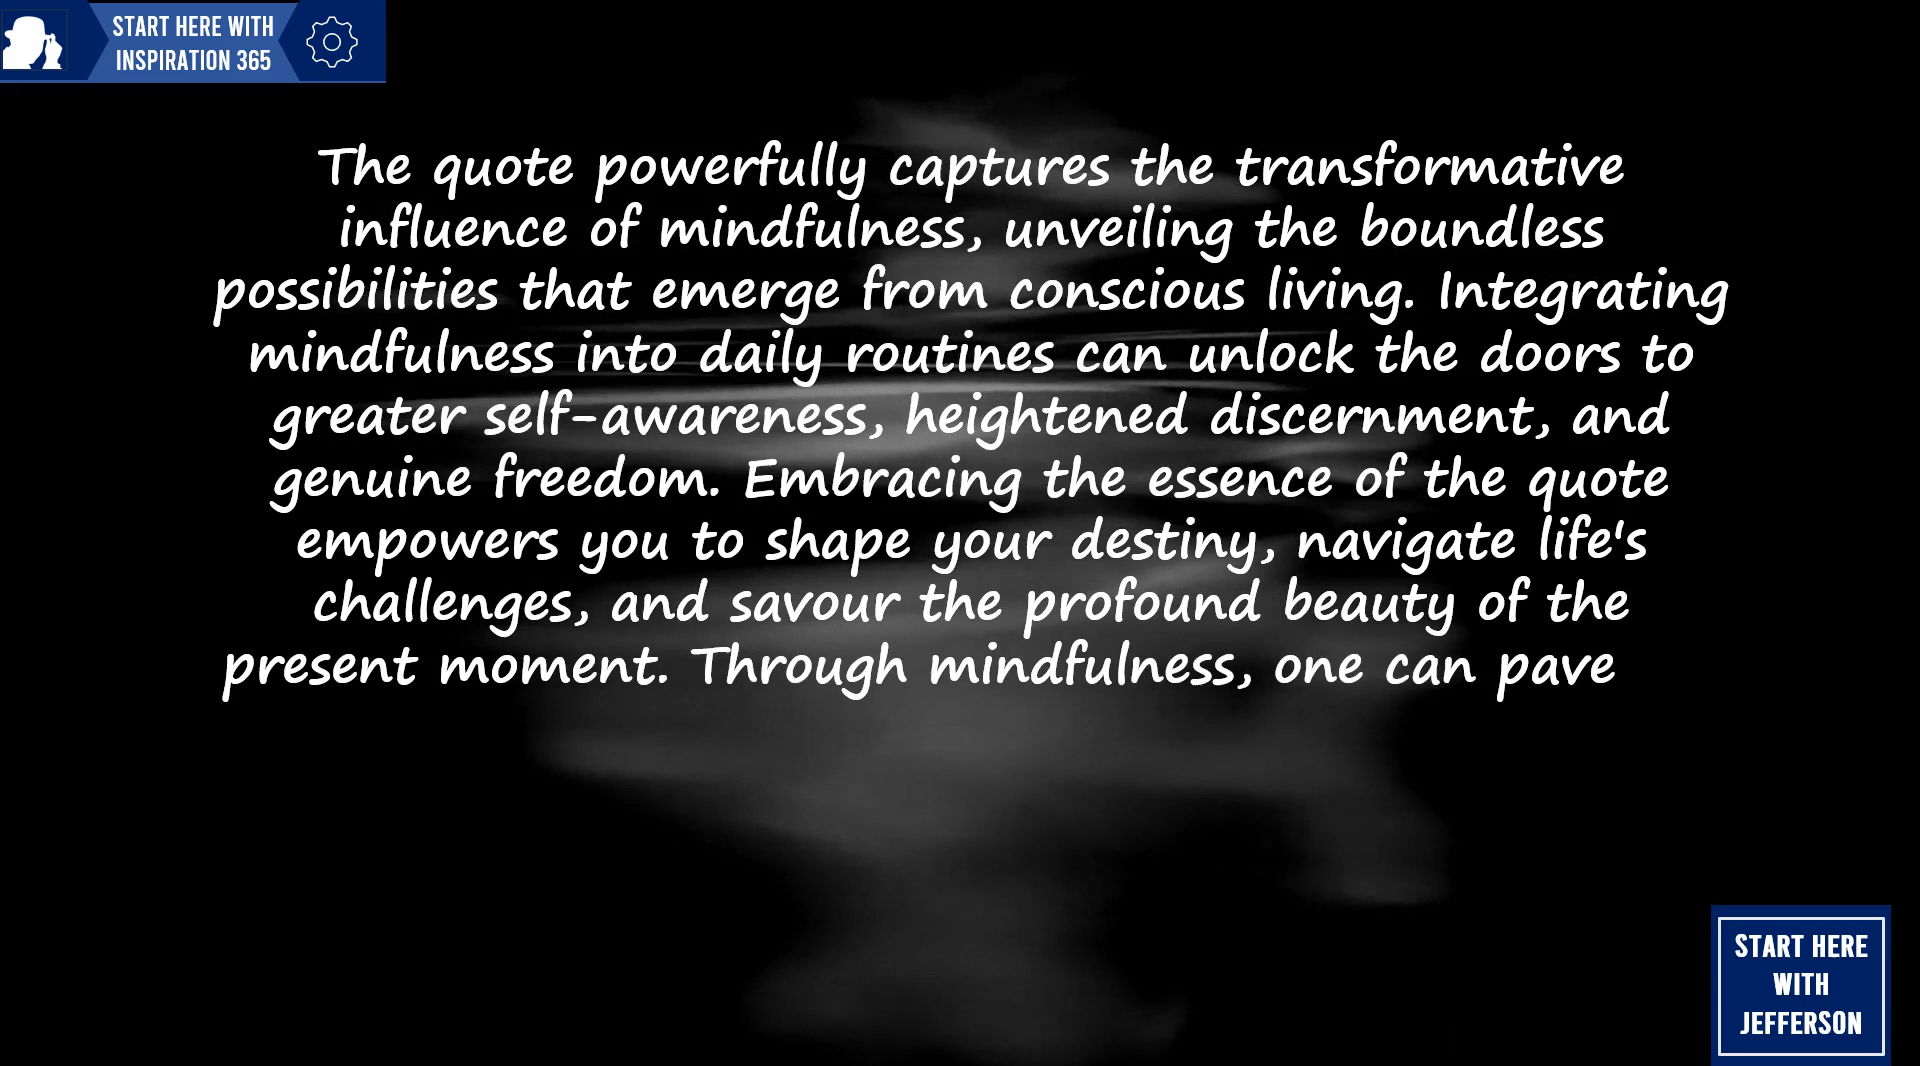 START HERE WITH
INSPIRATION 365
The quote powerfully captures the transformative
influence of mindfulness, unveiling the boundless
possibilities that emerge from conscious living. Integrating
mindfulness into daily routines can unlock the doors to
greater self-awareness, heightened discernment, and
genuine freedom. Embracing the essence of the quote
empowers you to shape your destiny, navigate life's
challenges, and savour the profound beauty of the
present moment. Through mindfulness, one can pave
START HERE
WITH
JEFFERSON